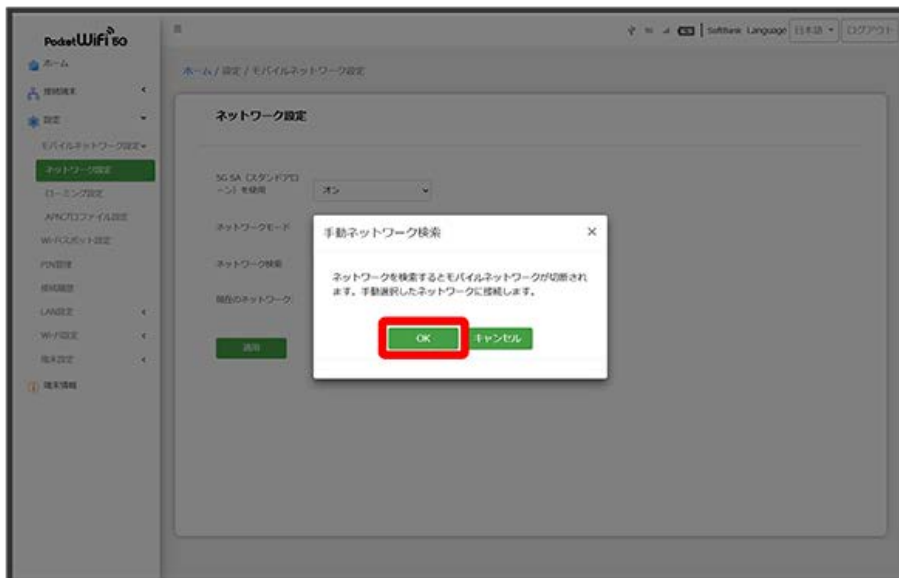 Pocket WiFi 5G
SoftBank Language 日本語 ログアウト
ホーム
接続端末
設定
モバイルネットワーク設定
ネットワーク設定
ローミング設定
APNプロファイル設定
Wi-Fiスポット設定
PIN管理
接続履歴
LAN設定
Wi-Fi設定
端末設定
端末情報
ホーム / 設定 / モバイルネットワーク設定
ネットワーク設定
5G SA（スタンドアロ
ーン）を使用
オン
ネットワークモード
ネットワーク検索
現在のネットワーク
適用
手動ネットワーク検索
×
ネットワークを検索するとモバイルネットワークが切断され
ます。手動選択したネットワークに接続します。
OK キャンセル